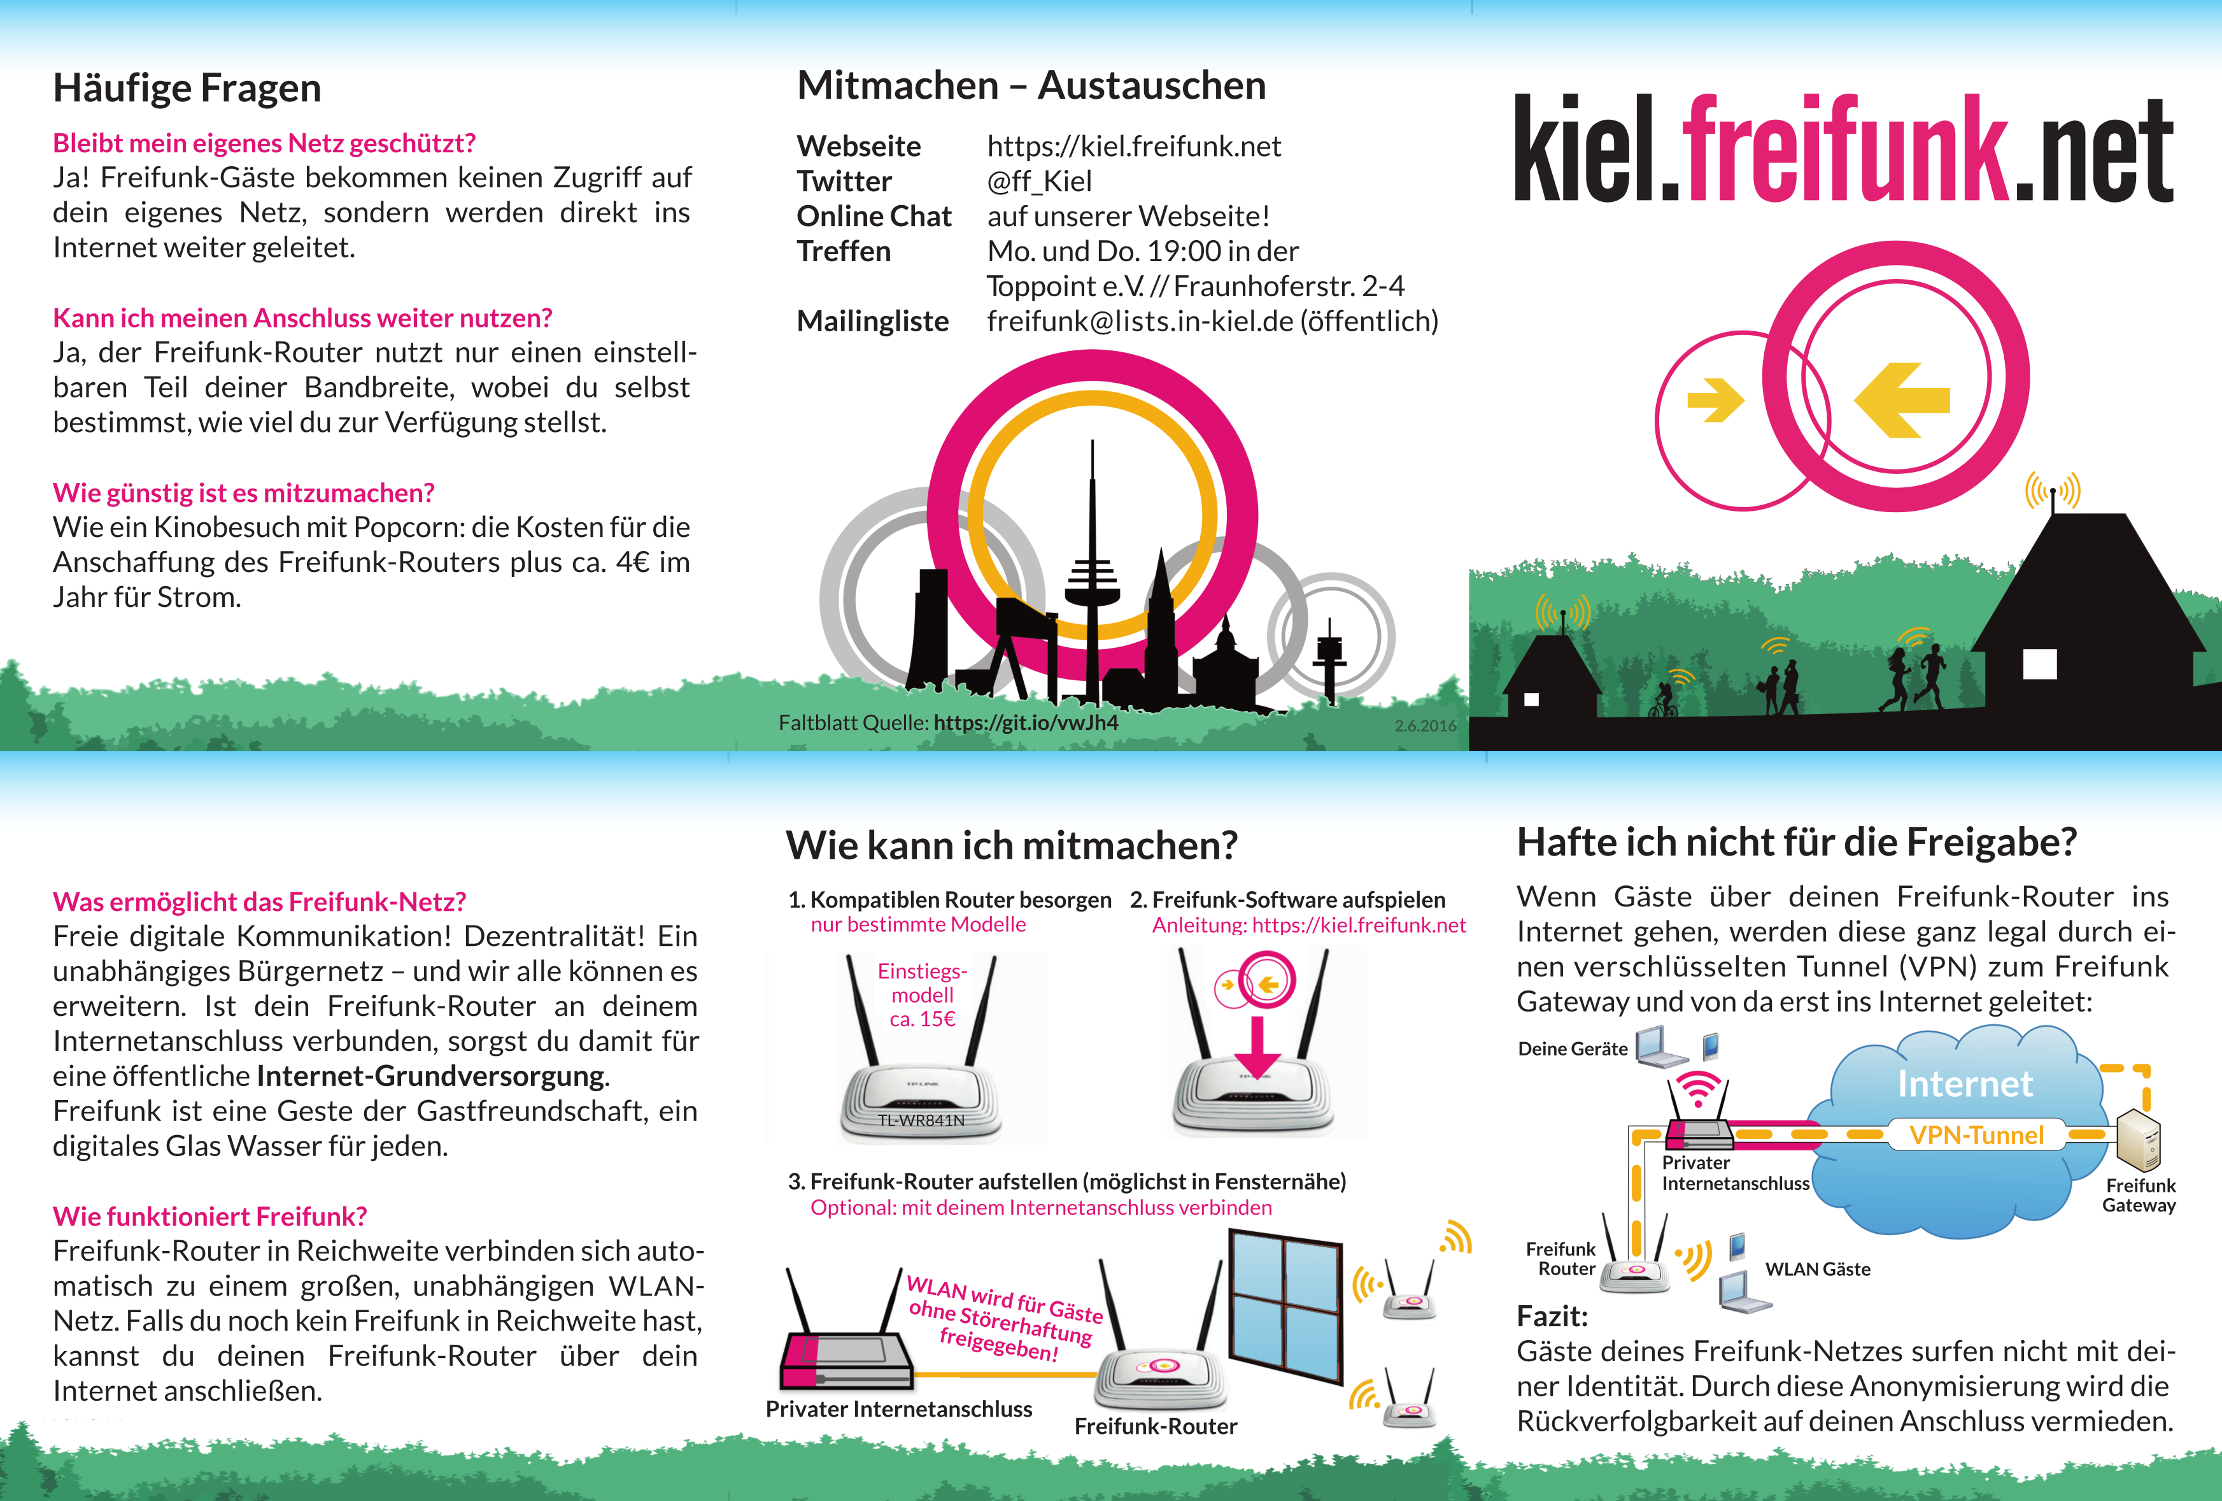 Häufige Fragen
Bleibt mein eigenes Netz geschützt?
Ja! Freifunk-Gäste bekommen keinen Zugriff auf
dein eigenes Netz, sondern werden direkt ins
Internet weiter geleitet.
Kann ich meinen Anschluss weiter nutzen?
Ja, der Freifunk-Router nutzt nur einen einstell-
baren Teil deiner Bandbreite, wobei du selbst
bestimmst, wie viel du zur Verfügung stellst.
Wie günstig ist es mitzumachen?
Wie ein Kinobesuch mit Popcorn: die Kosten für die
Anschaffung des Freifunk-Routers plus ca. 4€ im
Jahr für Strom.
Mitmachen – Austauschen
Webseite https://kiel.freifunk.net
Twitter @ff_Kiel
Online Chat auf unserer Webseite!
Treffen Mo. und Do. 19:00 in der
Toppoint e.V. // Fraunhoferstr. 2-4
Mailingliste freifunk@lists.in-kiel.de (öffentlich)
Faltblatt Quelle: https://git.io/vwJh4
2.6.2016
kiel.freifunk.net
Was ermöglicht das Freifunk-Netz?
Freie digitale Kommunikation! Dezentralität! Ein
unabhängiges Bürgernetz – und wir alle können es
erweitern. Ist dein Freifunk-Router an deinem
Internetanschluss verbunden, sorgst du damit für
eine öffentliche Internet-Grundversorgung.
Freifunk ist eine Geste der Gastfreundschaft, ein
digitales Glas Wasser für jeden.
Wie funktioniert Freifunk?
Freifunk-Router in Reichweite verbinden sich auto-
matisch zu einem großen, unabhängigen WLAN-
Netz. Falls du noch kein Freifunk in Reichweite hast,
kannst du deinen Freifunk-Router über dein
Internet anschließen.
Wie kann ich mitmachen?
1. Kompatiblen Router besorgen
nur bestimmte Modelle
Einstiegs-
modell
ca. 15€
TP-LINK
TL-WR841N
2. Freifunk-Software aufspielen
Anleitung: https://kiel.freifunk.net
3. Freifunk-Router aufstellen (möglichst in Fensternähe)
Optional: mit deinem Internetanschluss verbinden
WLAN wird für Gäste
ohne Störerhaftung
freigegeben!
Privater Internetanschluss
Freifunk-Router
Hafte ich nicht für die Freigabe?
Wenn Gäste über deinen Freifunk-Router ins
Internet gehen, werden diese ganz legal durch ei-
nen verschlüsselten Tunnel (VPN) zum Freifunk
Gateway und von da erst ins Internet geleitet:
Deine Geräte
Internet
VPN-Tunnel
Privater
Internetanschluss
Freifunk
Gateway
Freifunk
Router
WLAN Gäste
Fazit:
Gäste deines Freifunk-Netzes surfen nicht mit dei-
ner Identität. Durch diese Anonymisierung wird die
Rückverfolgbarkeit auf deinen Anschluss vermieden.